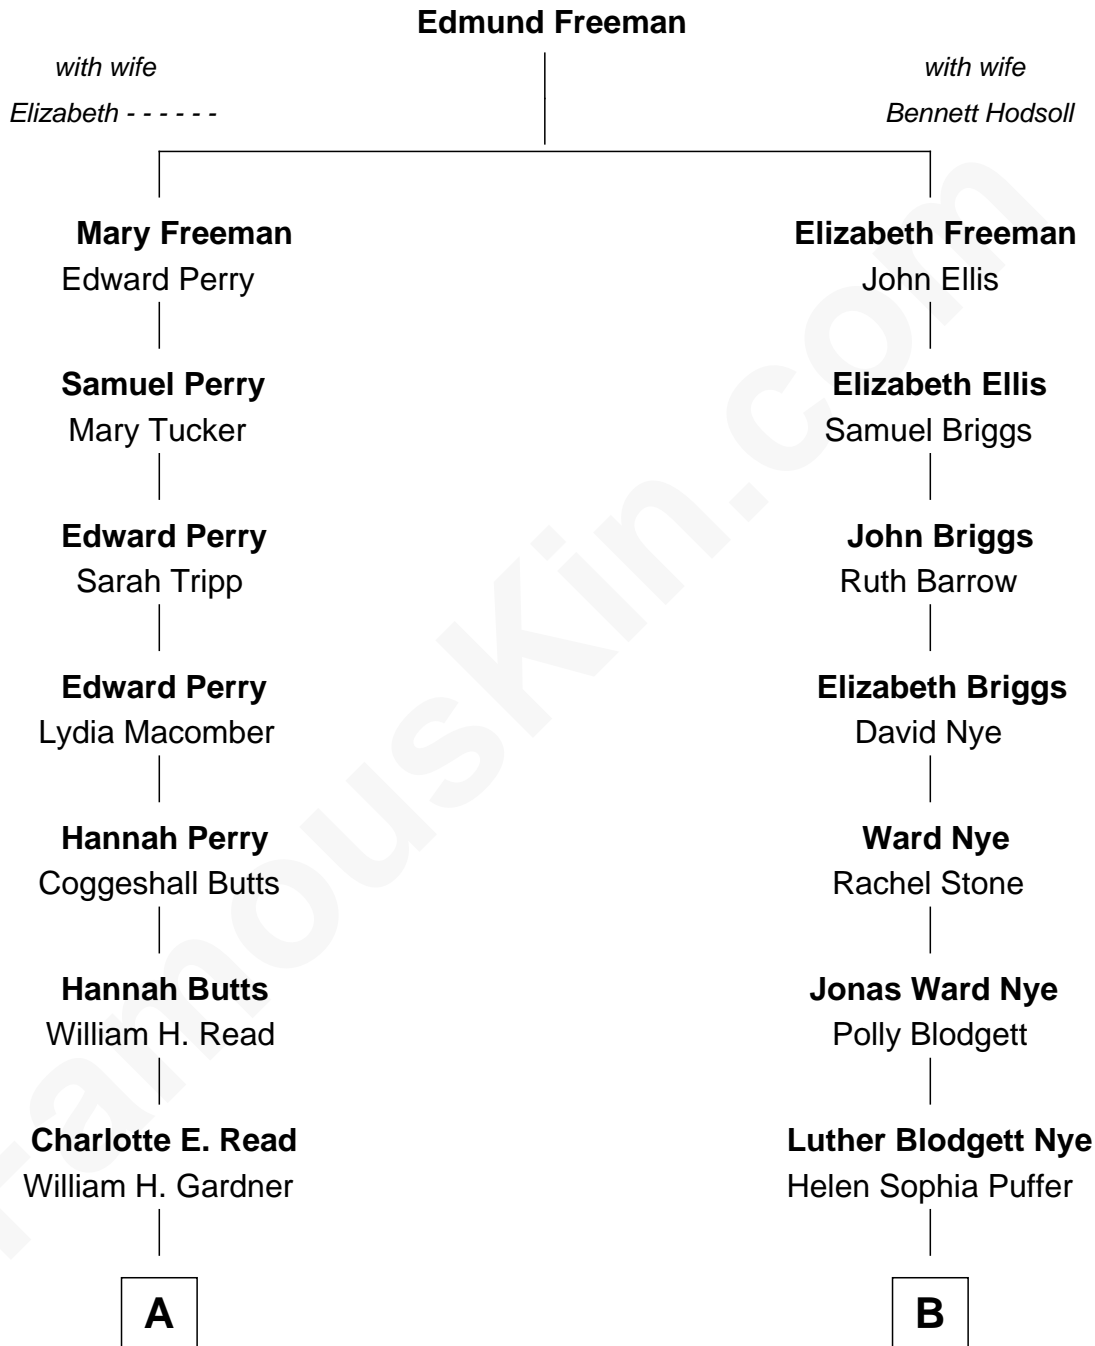 Edmund Freeman
with wife
Elizabeth - - - - - -
with wife
Bennett Hodsoll
Mary Freeman
Edward Perry
Samuel Perry
Mary Tucker
Edward Perry
Sarah Tripp
Edward Perry
Lydia Macomber
Hannah Perry
Coggeshall Butts
Hannah Butts
William H. Read
Charlotte E. Read
William H. Gardner
A
Elizabeth Freeman
John Ellis
Elizabeth Ellis
Samuel Briggs
John Briggs
Ruth Barrow
Elizabeth Briggs
David Nye
Ward Nye
Rachel Stone
Jonas Ward Nye
Polly Blodgett
Luther Blodgett Nye
Helen Sophia Puffer
B
FamousKin.com